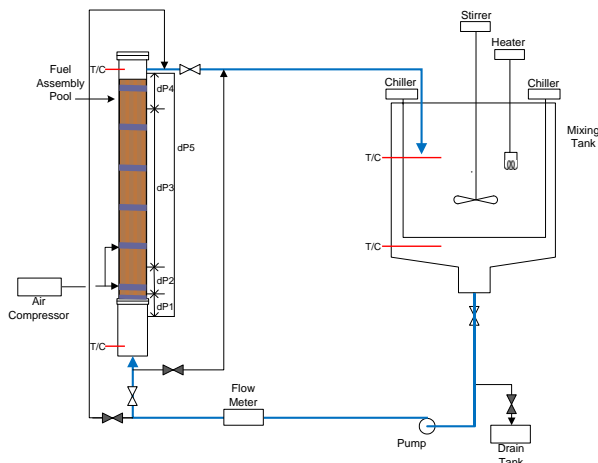 Stirrer
Heater
Fuel
Assembly
Pool
T/C
dP4
Chiller
Chiller
Mixing
Tank
dP5
T/C
dP3
T/C
dP2
Air
Compressor
dP1
T/C
Flow
Meter
Pump
Drain
Tank